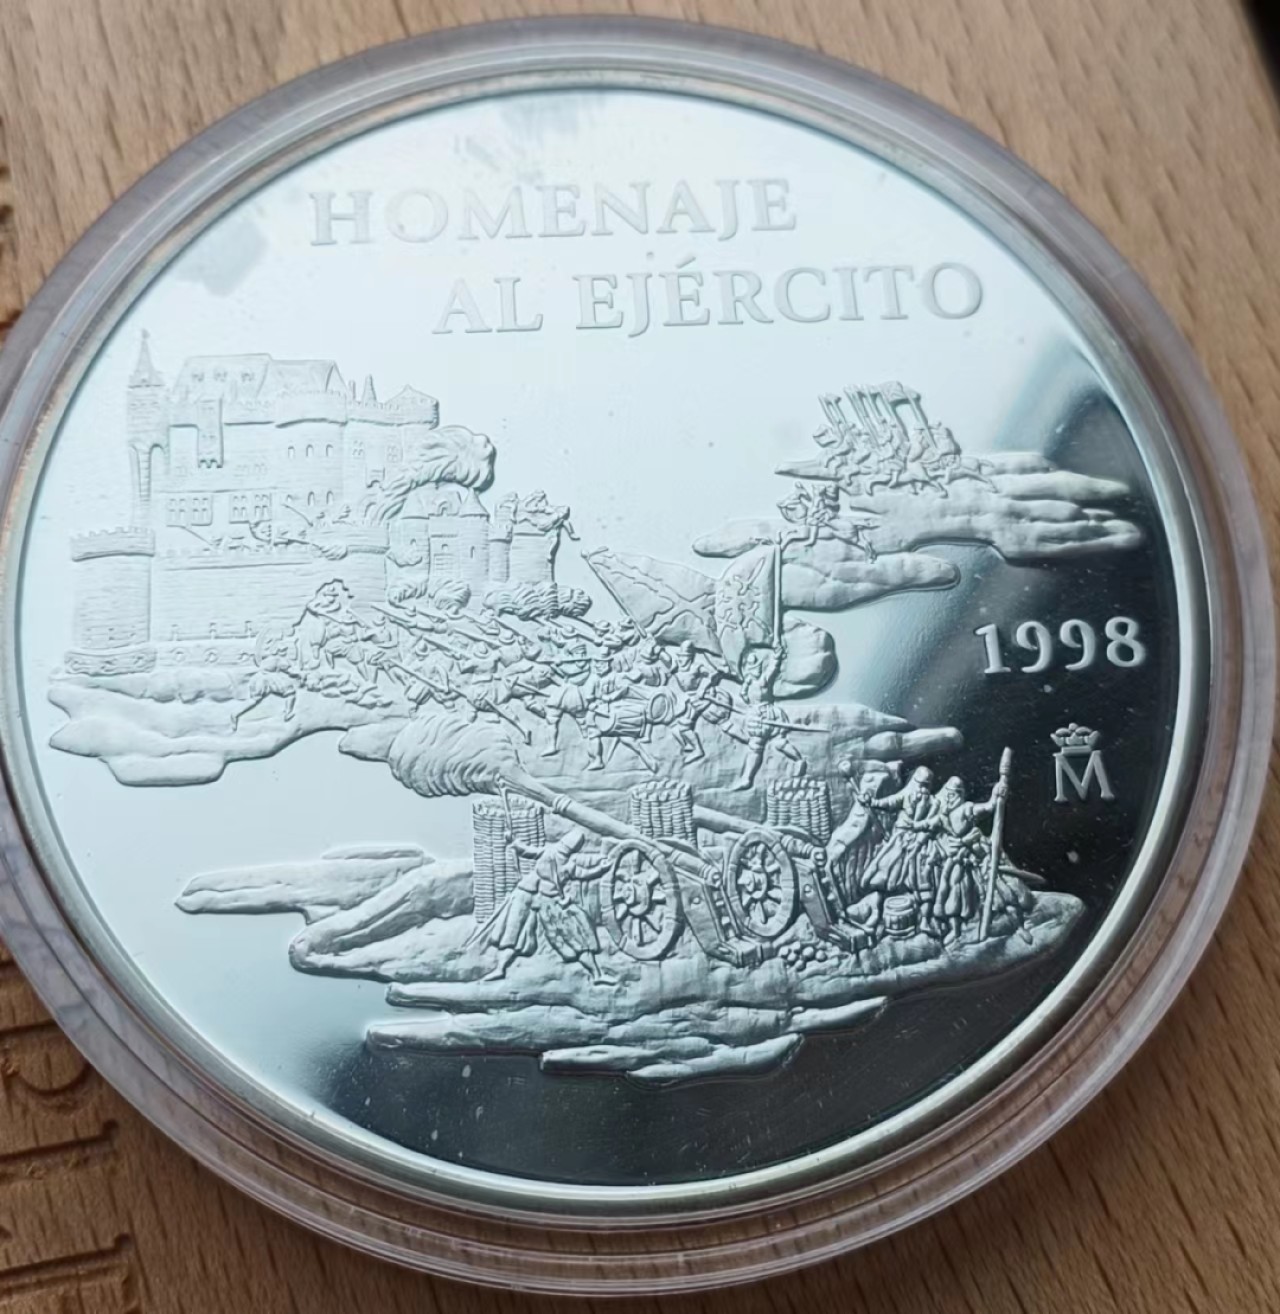 HOMENAJE
AL EJÉRCITO
1998
M